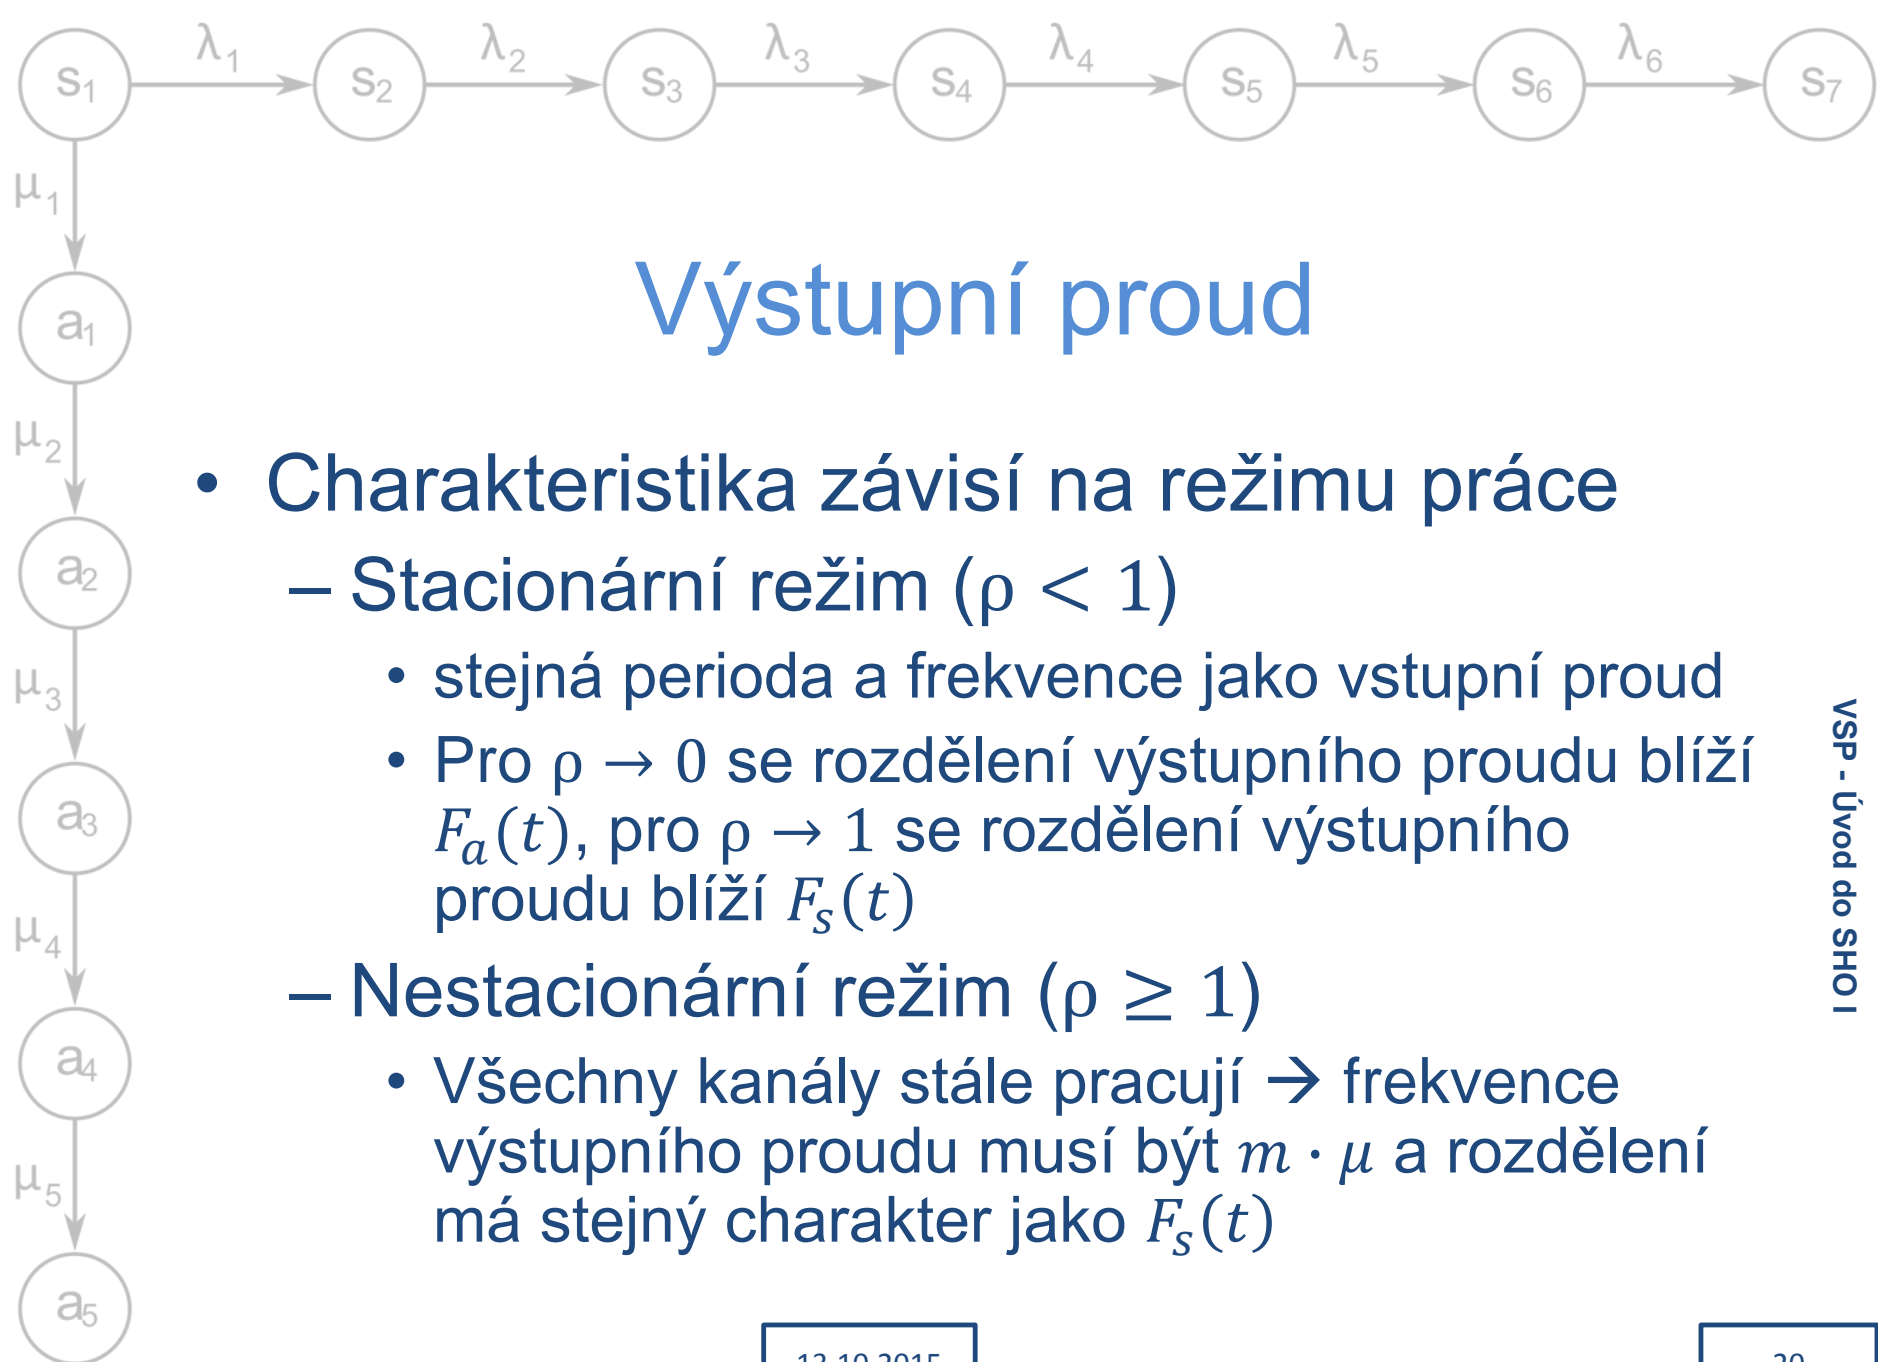 λ1 λ2 λ3 λ4 λ5 λ6
s1 s2 s3 s4 s5 s6 s7
μ1
a1
μ2
a2
μ3
a3
μ4
a4
μ5
a5
Výstupní proud
• Charakteristika závisí na režimu práce
– Stacionární režim (ρ < 1)
• stejná perioda a frekvence jako vstupní proud
• Pro ρ → 0 se rozdělení výstupního proudu blíží
Fa(t), pro ρ → 1 se rozdělení výstupního
proudu blíží Fs(t)
– Nestacionární režim (ρ ≥ 1)
• Všechny kanály stále pracují → frekvence
výstupního proudu musí být m · μ a rozdělení
má stejný charakter jako Fs(t)
VSP - Úvod do SHO I
13.10.2015